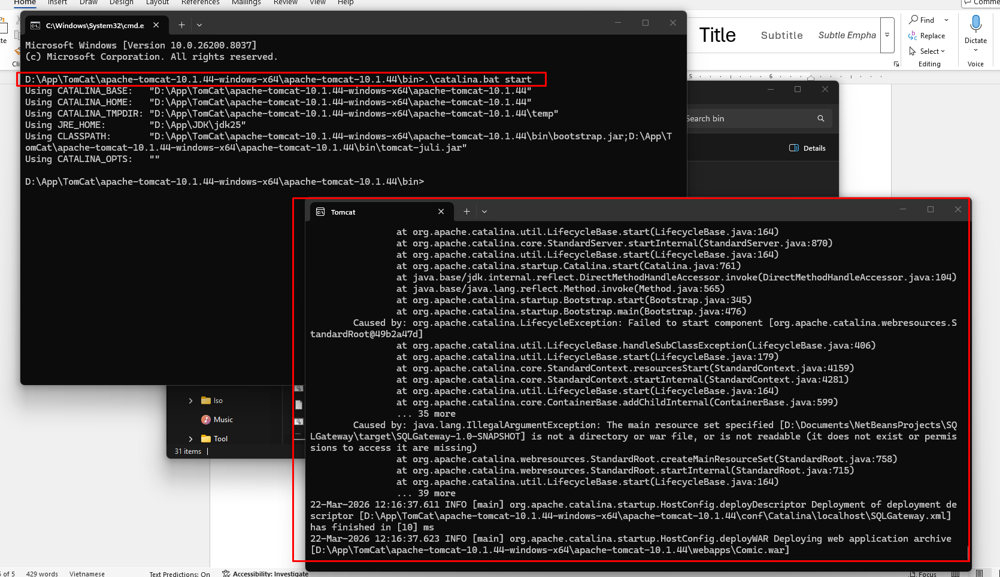 Home Insert Draw Design Layout References Mailings Review View Help
Title
Subtitle
Subtle Empha
Find
Replace
Select
Editing
Dictate
Voice
C:\Windows\System32\cmd.e
Microsoft Windows [Version 10.0.26200.8037]
(c) Microsoft Corporation. All rights reserved.
D:\App\TomCat\apache-tomcat-10.1.44-windows-x64\apache-tomcat-10.1.44\bin>.\catalina.bat start
Using CATALINA_BASE:   "D:\App\TomCat\apache-tomcat-10.1.44-windows-x64\apache-tomcat-10.1.44"
Using CATALINA_HOME:   "D:\App\TomCat\apache-tomcat-10.1.44-windows-x64\apache-tomcat-10.1.44"
Using CATALINA_TMPDIR: "D:\App\TomCat\apache-tomcat-10.1.44-windows-x64\apache-tomcat-10.1.44\temp"
Using JRE_HOME:        "D:\App\JDK\jdk25"
Using CLASSPATH:       "D:\App\TomCat\apache-tomcat-10.1.44-windows-x64\apache-tomcat-10.1.44\bin\bootstrap.jar;D:\App\T
omCat\apache-tomcat-10.1.44-windows-x64\apache-tomcat-10.1.44\bin\tomcat-juli.jar"
Using CATALINA_OPTS:   ""
D:\App\TomCat\apache-tomcat-10.1.44-windows-x64\apache-tomcat-10.1.44\bin>
5
6
7
Search bin
Details
Iso
Music
Tool
31 items
Tomcat
at org.apache.catalina.util.LifecycleBase.start(LifecycleBase.java:164)
at org.apache.catalina.core.StandardServer.startInternal(StandardServer.java:870)
at org.apache.catalina.util.LifecycleBase.start(LifecycleBase.java:164)
at org.apache.catalina.startup.Catalina.start(Catalina.java:761)
at java.base/jdk.internal.reflect.DirectMethodHandleAccessor.invoke(DirectMethodHandleAccessor.java:104)
at java.base/java.lang.reflect.Method.invoke(Method.java:565)
at org.apache.catalina.startup.Bootstrap.start(Bootstrap.java:345)
at org.apache.catalina.startup.Bootstrap.main(Bootstrap.java:476)
Caused by: org.apache.catalina.LifecycleException: Failed to start component [org.apache.catalina.webresources.S
tandardRoot@49b2a47d]
at org.apache.catalina.util.LifecycleBase.handleSubClassException(LifecycleBase.java:406)
at org.apache.catalina.util.LifecycleBase.start(LifecycleBase.java:179)
at org.apache.catalina.core.StandardContext.resourcesStart(StandardContext.java:4159)
at org.apache.catalina.core.StandardContext.startInternal(StandardContext.java:4281)
at org.apache.catalina.util.LifecycleBase.start(LifecycleBase.java:164)
at org.apache.catalina.core.ContainerBase.addChildInternal(ContainerBase.java:599)
... 35 more
Caused by: java.lang.IllegalArgumentException: The main resource set specified [D:\Documents\NetBeansProjects\SQ
LGateway\target\SQLGateway-1.0-SNAPSHOT] is not a directory or war file, or is not readable (it does not exist or permis
sions to access it are missing)
at org.apache.catalina.webresources.StandardRoot.createMainResourceSet(StandardRoot.java:758)
at org.apache.catalina.webresources.StandardRoot.startInternal(StandardRoot.java:715)
at org.apache.catalina.util.LifecycleBase.start(LifecycleBase.java:164)
... 39 more
22-Mar-2026 12:16:37.611 INFO [main] org.apache.catalina.startup.HostConfig.deployDescriptor Deployment of deployment de
scriptor [D:\App\TomCat\apache-tomcat-10.1.44-windows-x64\apache-tomcat-10.1.44\conf\Catalina\localhost\SQLGateway.xml]
has finished in [10] ms
22-Mar-2026 12:16:37.623 INFO [main] org.apache.catalina.startup.HostConfig.deployWAR Deploying web application archive
[D:\App\TomCat\apache-tomcat-10.1.44-windows-x64\apache-tomcat-10.1.44\webapps\Comic.war]
of 5 429 words Vietnamese Text Predictions: On Accessibility: Investigate Focus